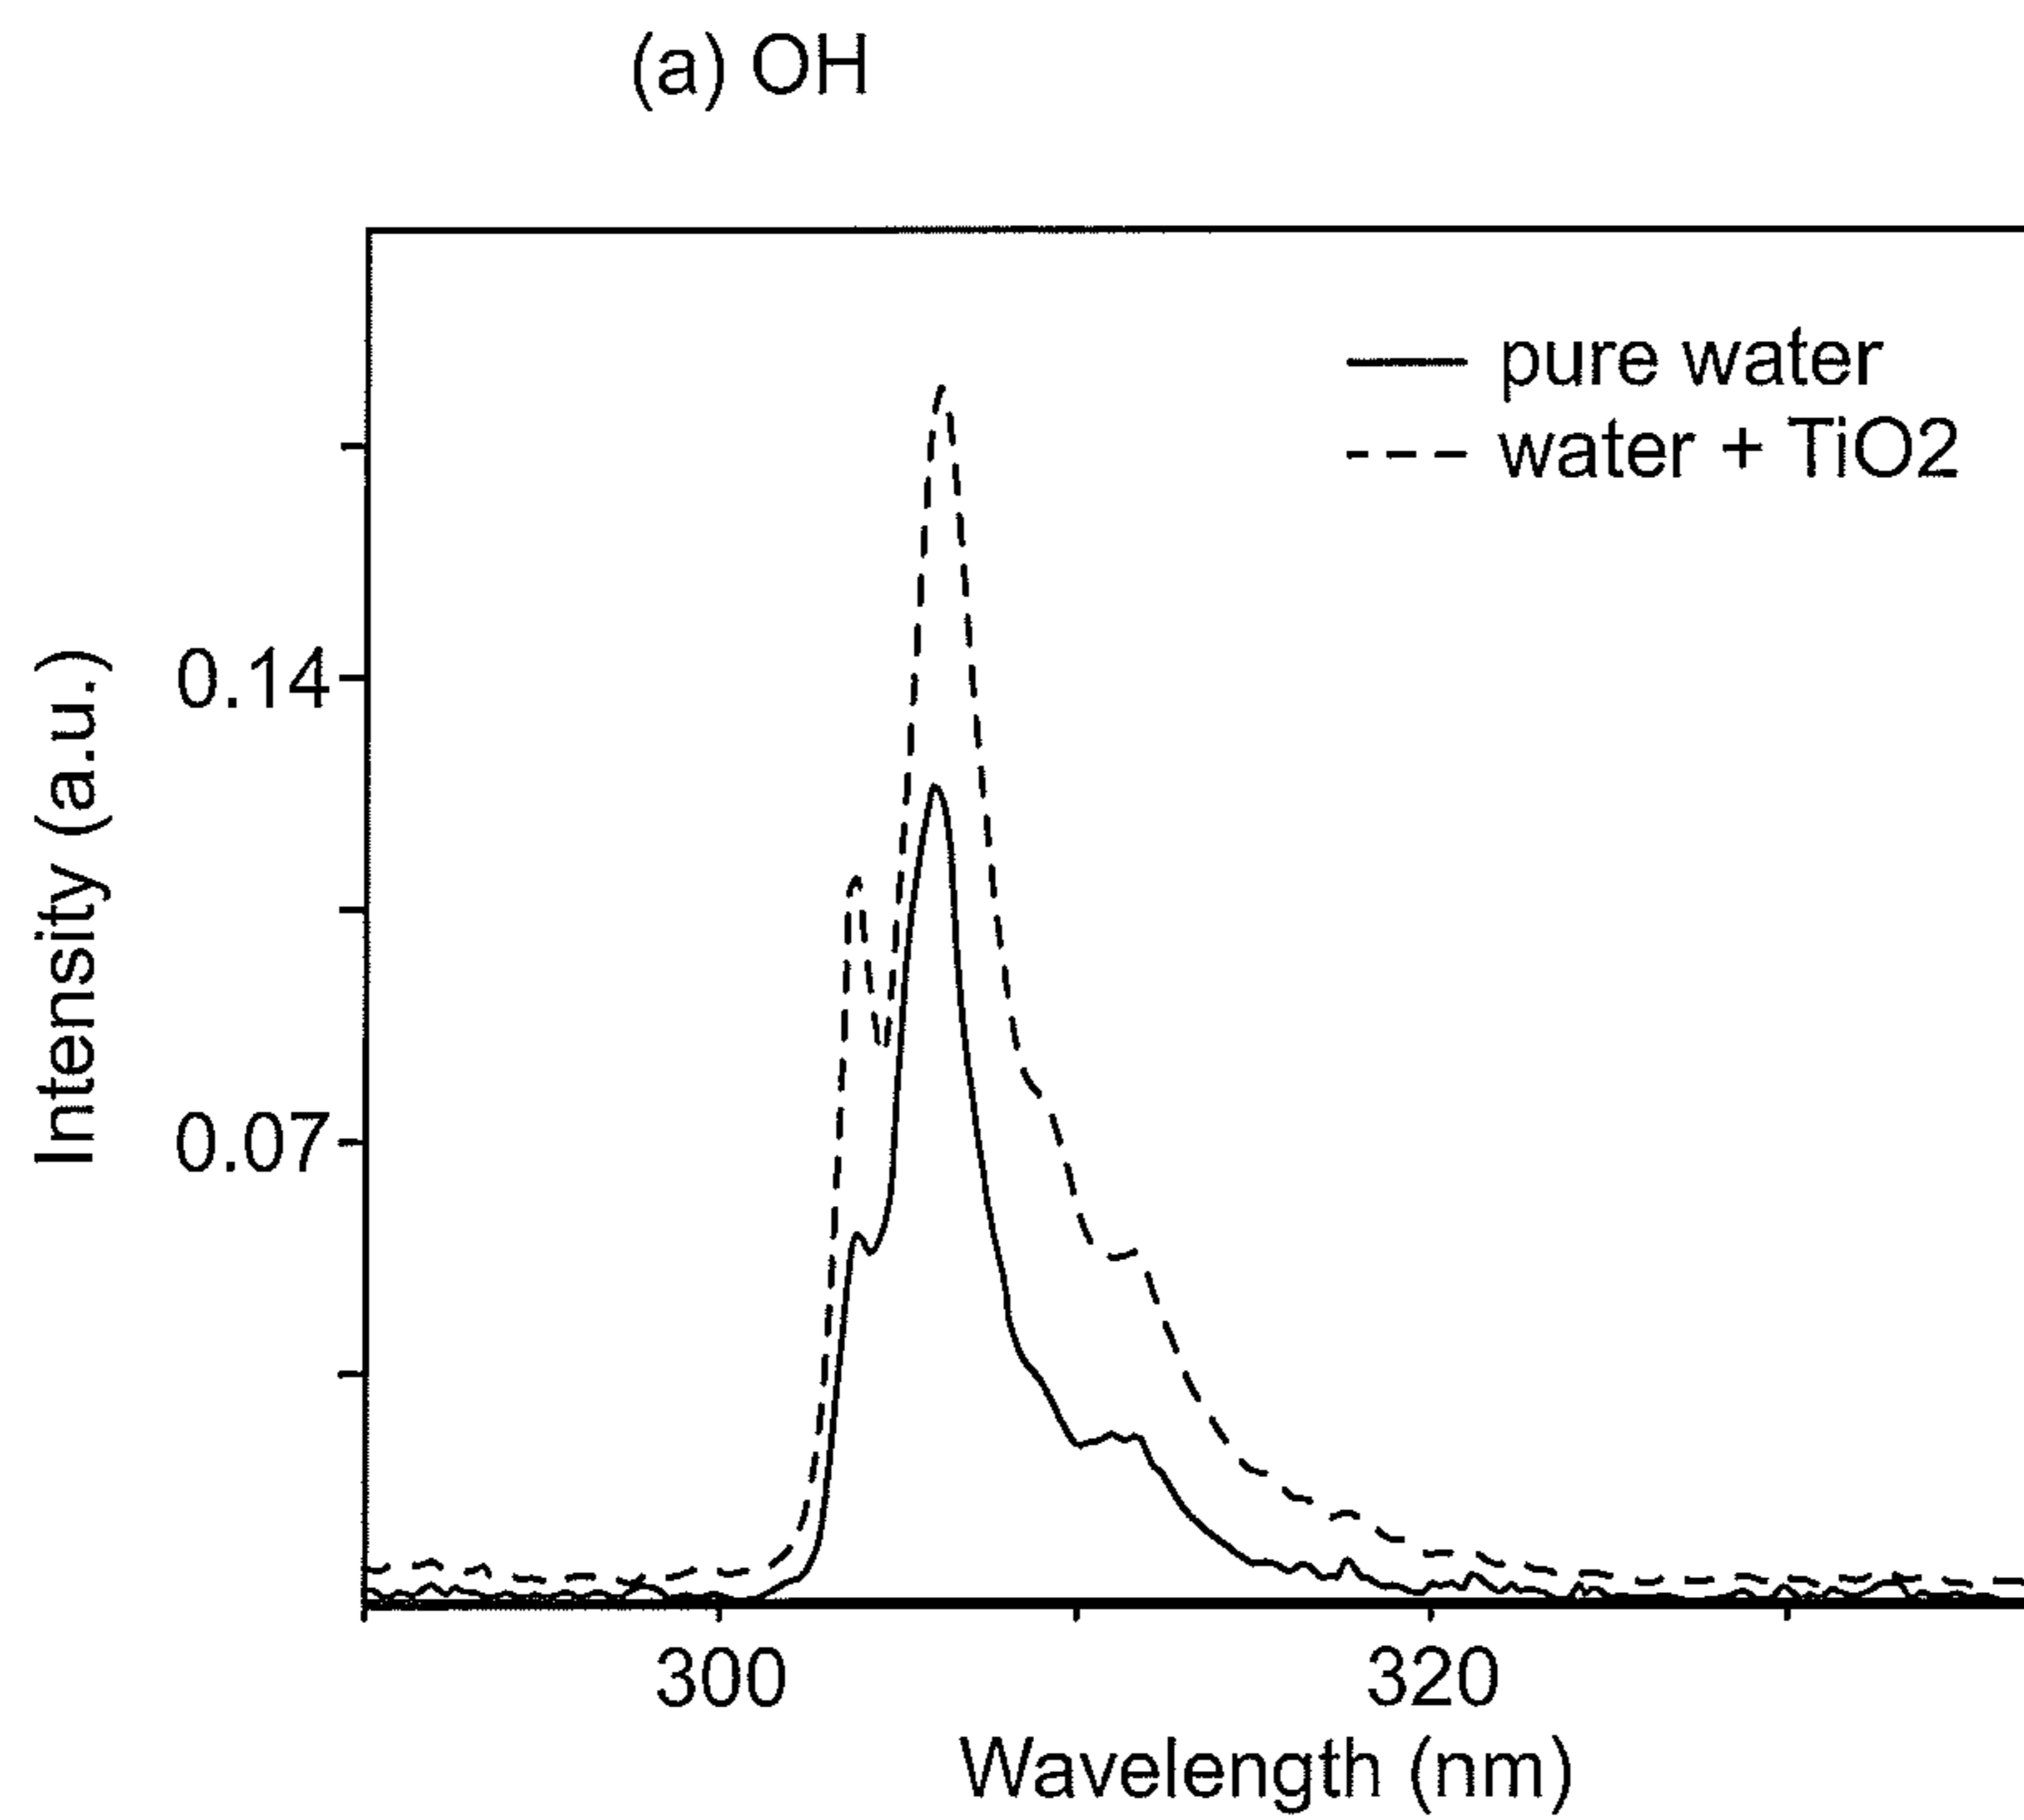 (a) OH
pure water
water + TiO2
Intensity (a.u.)
0.14
0.07
300
320
Wavelength (nm)